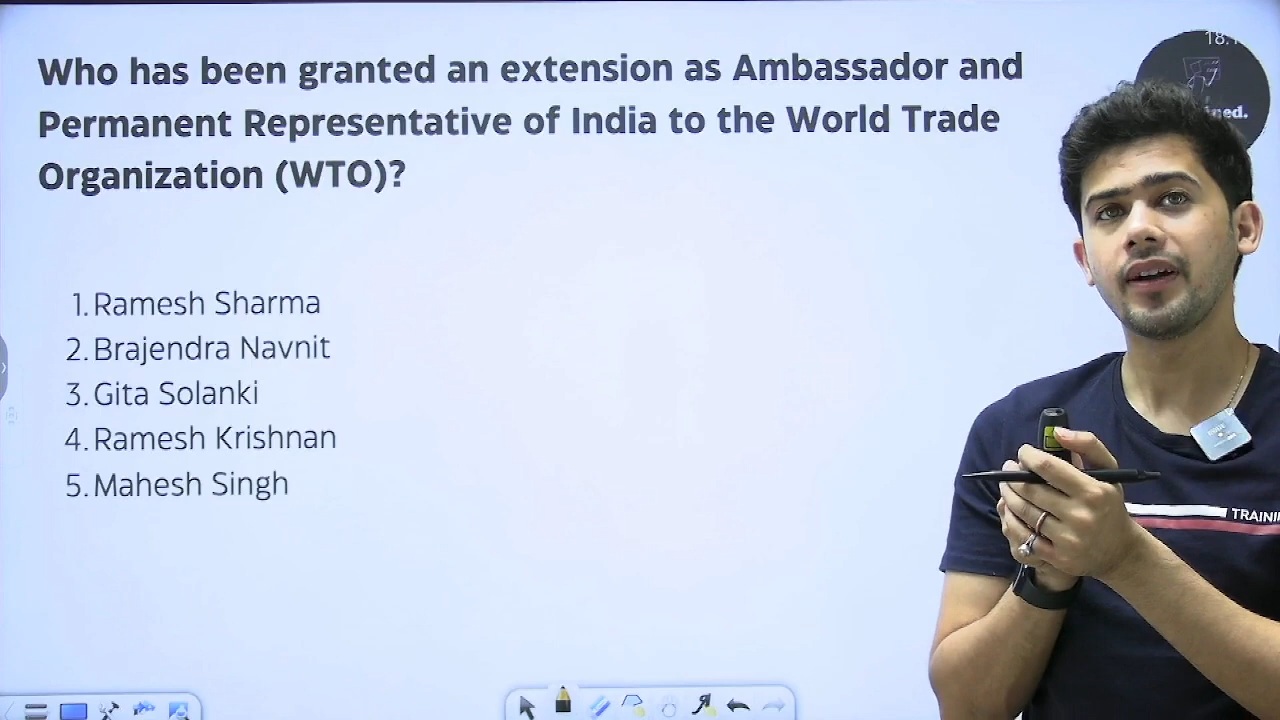 Who has been granted an extension as Ambassador and
Permanent Representative of India to the World Trade
Organization (WTO)?
1. Ramesh Sharma
2. Brajendra Navnit
3. Gita Solanki
4. Ramesh Krishnan
5. Mahesh Singh